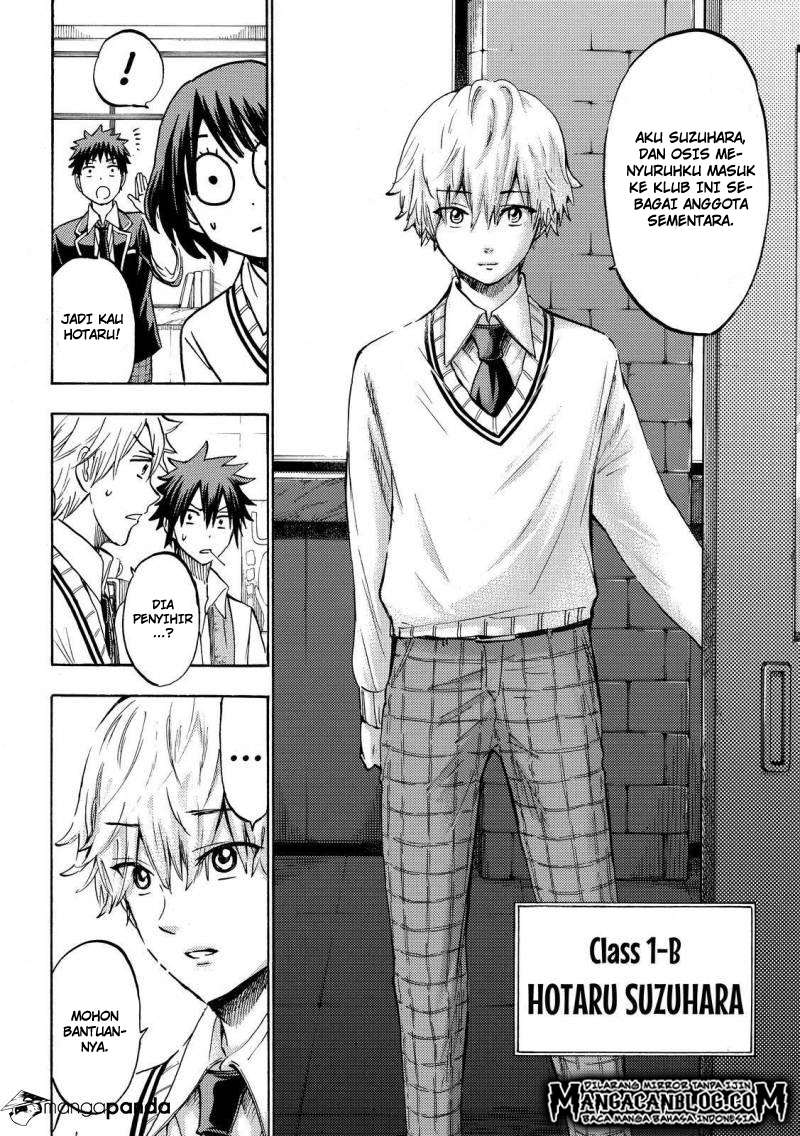 AKU SUZUHARA,
DAN OSIS ME-
NYURUHKU MASUK
KE KLUB INI SE-
BAGAI ANGGOTA
SEMENTARA.
Class 1-B
HOTARU SUZUHARA
!
JADI KAU
HOTARU!
DIA
PENYIHIR
...?
...
MOHON
BANTUAN-
NYA.
mangapanda
DILARANG MIRROR TANPA IJIN
MANGACANBLOG.COM
BACA MANGA BAHASA INDONESIA